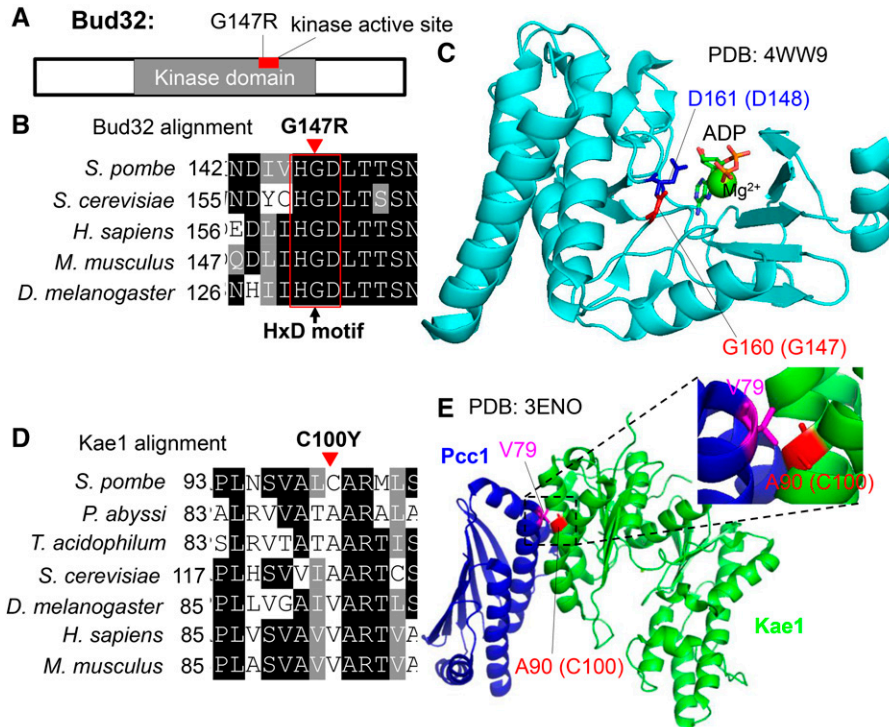 A
Bud32:
G147R
kinase active site
Kinase domain
B
Bud32 alignment
G147R
S. pombe 142 NDIVHGDLTTSN
S. cerevisiae 155 NDYCHGDLTSSN
H. sapiens 156 EDLIHGDLTTSN
M. musculus 147 QDLIHGDLTTSN
D. melanogaster 126 NHIIHGDLTTSN
HxD motif
C
PDB: 4WW9
D161 (D148)
ADP
Mg²⁺
G160 (G147)
D
Kae1 alignment
C100Y
S. pombe 93 PLNSVALCARMLS
P. abyssi 83 ALRVVATAARALA
T. acidophilum 83 SLRVTATAARTIS
S. cerevisiae 117 PLHSVVIAARTCS
D. melanogaster 85 PLLVGAIVARTLS
H. sapiens 85 PLVSVAVVARTVA
M. musculus 85 PLASVAVVARTVA
E
PDB: 3ENO
Pcc1
V79
A90 (C100)
Kae1
V79
A90 (C100)